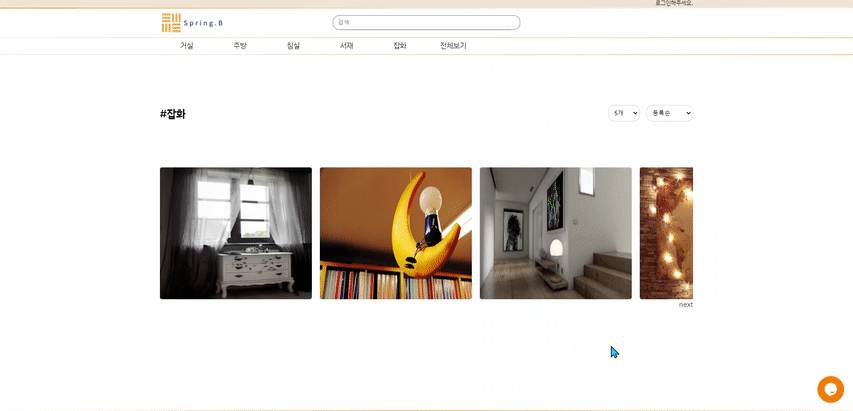 로그인해주세요.
Spring.B
검색
거실 주방 침실 서재 잡화 전체보기
#잡화
5개 등록순
next